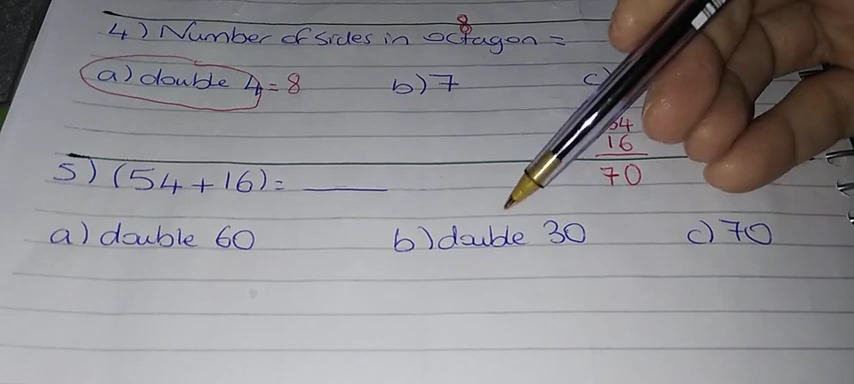 8
4) Number of sides in octagon =
a) double 4 = 8 b) 7 c)
54
16
70
5) (54+16) = ____
a) double 60 b) double 30 c) 70